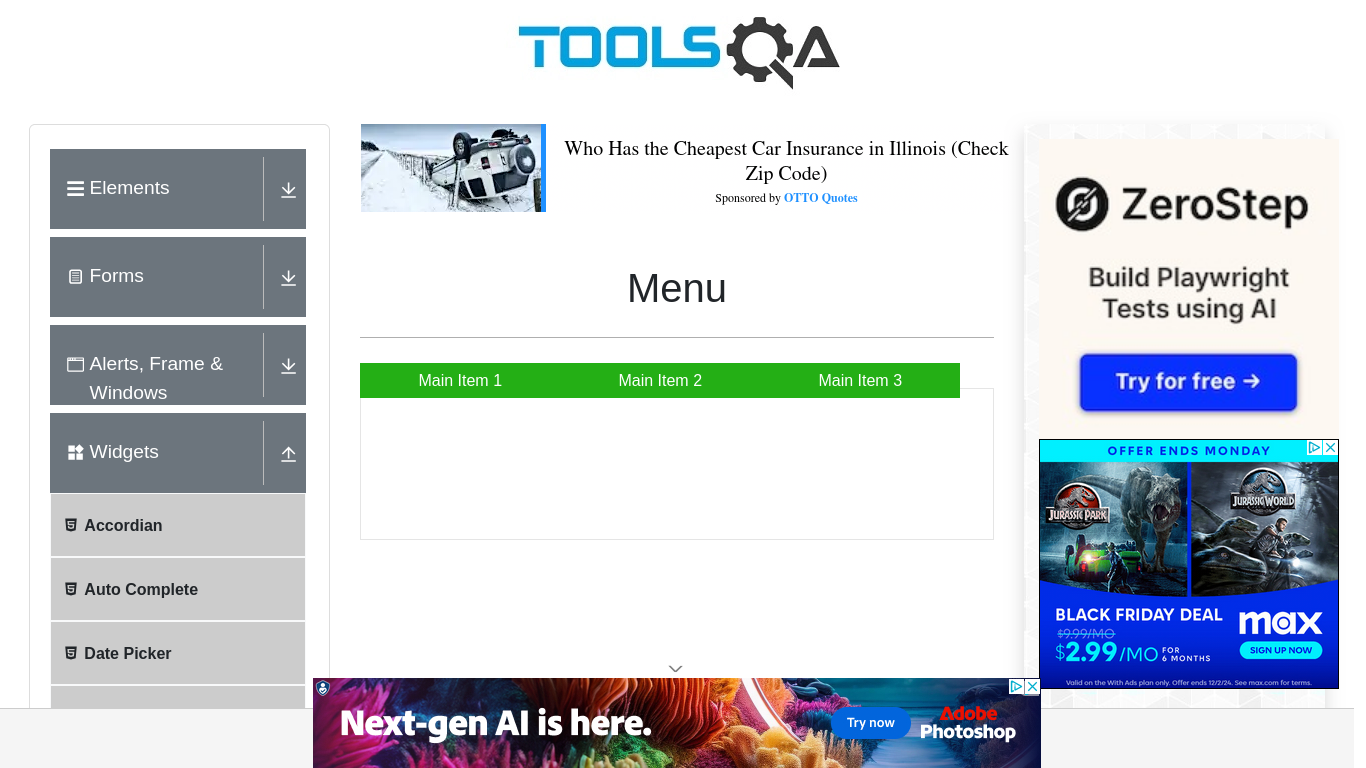 TOOLSQA
Elements
Forms
Alerts, Frame &
Windows
Widgets
Accordian
Auto Complete
Date Picker
Who Has the Cheapest Car Insurance in Illinois (Check
Zip Code)
Sponsored by OTTO Quotes
Menu
Main Item 1
Main Item 2
Main Item 3
ZeroStep
Build Playwright
Tests using AI
Try for free →
OFFER ENDS MONDAY
JURASSIC PARK
JURASSIC WORLD
BLACK FRIDAY DEAL
$9.99/MO
$2.99/MO FOR
6 MONTHS
max
SIGN UP NOW
Valid on the With Ads plan only. Offer ends 12/2/24. See max.com for terms.
Next-gen AI is here.
Try now
Adobe
Photoshop